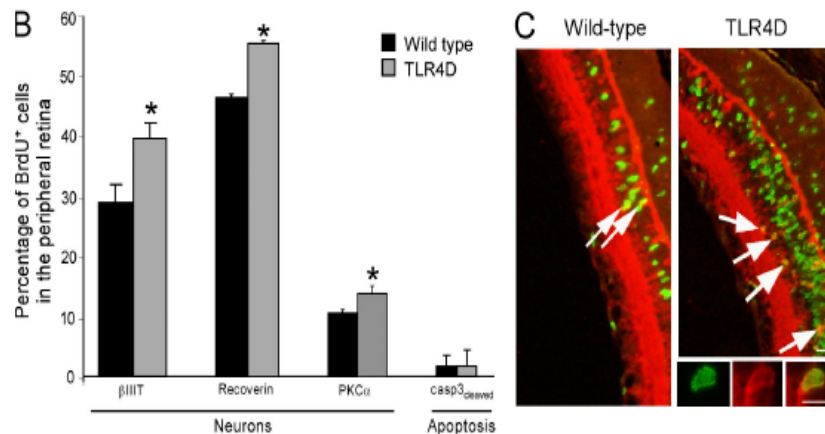 B
Percentage of BrdU⁺ cells
in the peripheral retina
60
50
40
30
20
10
0
*
*
*
Wild type
TLR4D
βIIIT
Recoverin
PKCα
casp3cleaved
Neurons
Apoptosis
C
Wild-type
TLR4D